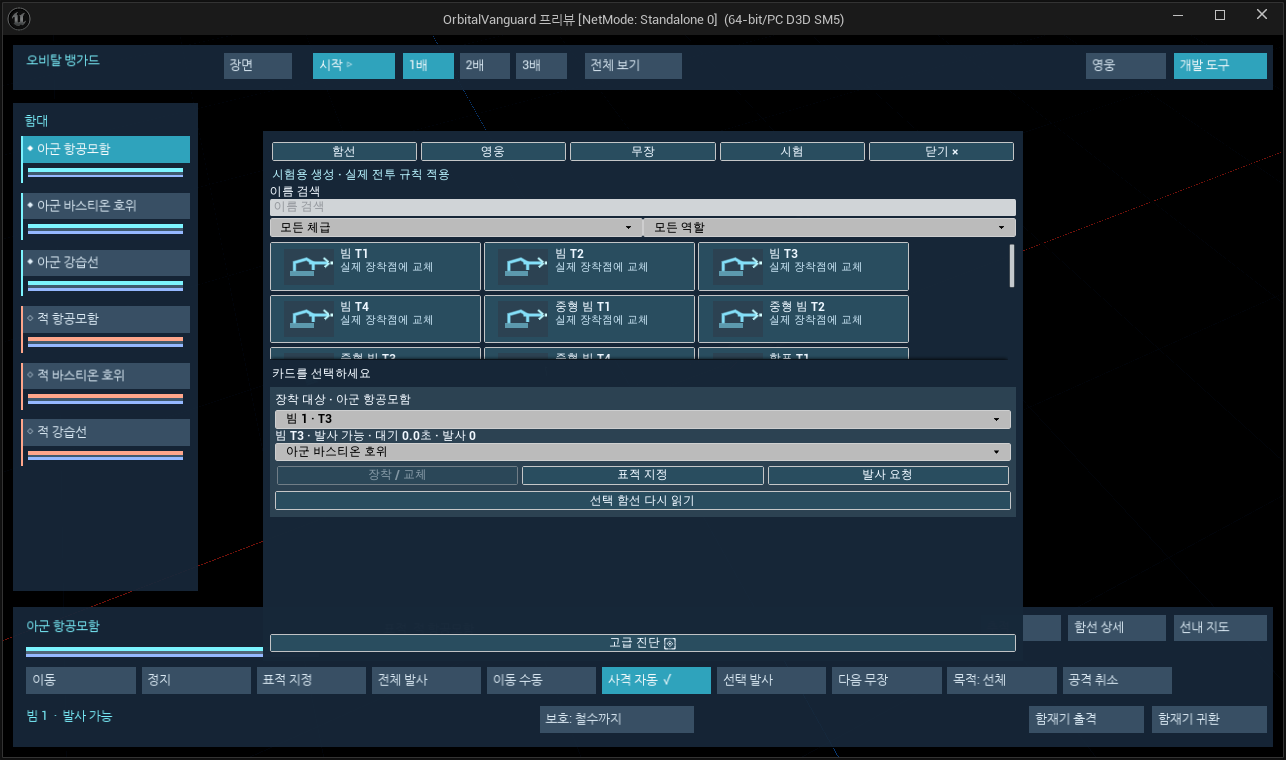 OrbitalVanguard 프리뷰 [NetMode: Standalone 0] (64-bit/PC D3D SM5)
오비탈 뱅가드
장면
시작 ▷
1배
2배
3배
전체 보기
영웅
개발 도구
함대
◆ 아군 항공모함
◆ 아군 바스티온 호위
◆ 아군 강습선
◇ 적 항공모함
◇ 적 바스티온 호위
◇ 적 강습선
함선
영웅
무장
시험
닫기 ×
시험용 생성 · 실제 전투 규칙 적용
이름 검색
이름 검색
모든 체급
모든 역할
빔 T1
실제 장착점에 교체
빔 T2
실제 장착점에 교체
빔 T3
실제 장착점에 교체
빔 T4
실제 장착점에 교체
중형 빔 T1
실제 장착점에 교체
중형 빔 T2
실제 장착점에 교체
중형 빔 T3
중형 빔 T4
함포 T1
카드를 선택하세요
장착 대상 · 아군 항공모함
빔 1 · T3
빔 T3 · 발사 가능 · 대기 0.0초 · 발사 0
아군 바스티온 호위
장착 / 교체
표적 지정
발사 요청
선택 함선 다시 읽기
고급 진단
아군 항공모함
함선 상세
선내 지도
이동
정지
표적 지정
전체 발사
이동 수동
사격 자동 √
선택 발사
다음 무장
목적: 선체
공격 취소
빔 1 · 발사 가능
보호: 철수까지
함재기 출격
함재기 귀환